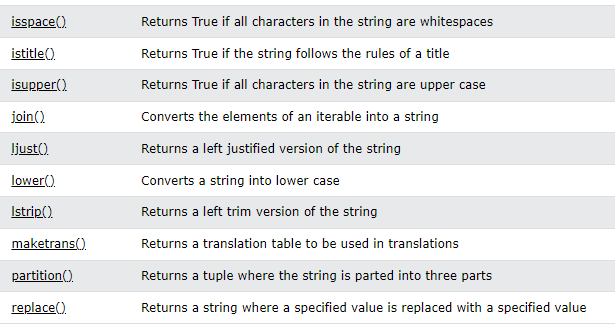 isspace() Returns True if all characters in the string are whitespaces
istitle() Returns True if the string follows the rules of a title
isupper() Returns True if all characters in the string are upper case
join() Converts the elements of an iterable into a string
ljust() Returns a left justified version of the string
lower() Converts a string into lower case
lstrip() Returns a left trim version of the string
maketrans() Returns a translation table to be used in translations
partition() Returns a tuple where the string is parted into three parts
replace() Returns a string where a specified value is replaced with a specified value